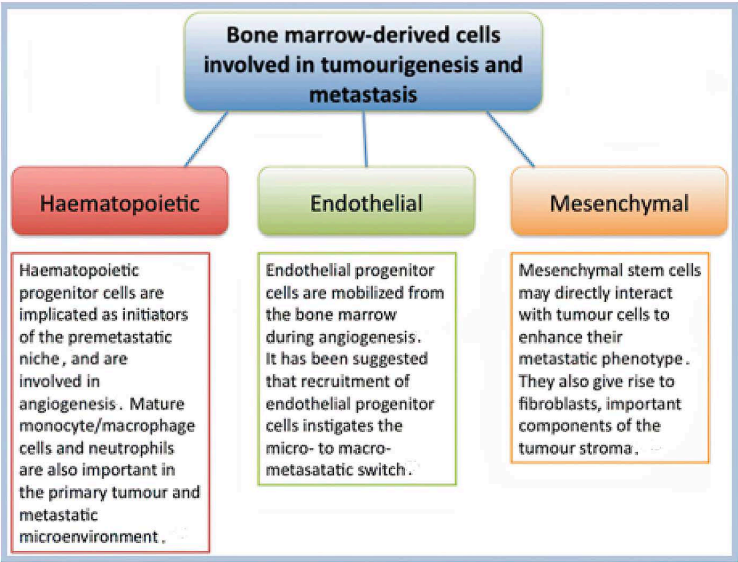 Bone marrow-derived cells
involved in tumourigenesis and
metastasis
Haematopoietic
Endothelial
Mesenchymal
Haematopoietic
progenitor cells are
implicated as initiators
of the premetastatic
niche, and are
involved in
angiogenesis. Mature
monocyte/macrophage
cells and neutrophils
are also important in
the primary tumour and
metastatic
microenvironment.
Endothelial progenitor
cells are mobilized from
the bone marrow
during angiogenesis.
It has been suggested
that recruitment of
endothelial progenitor
cells instigates the
micro- to macro-
metasatatic switch.
Mesenchymal stem cells
may directly interact
with tumour cells to
enhance their
metastatic phenotype.
They also give rise to
fibroblasts, important
components of the
tumour stroma.